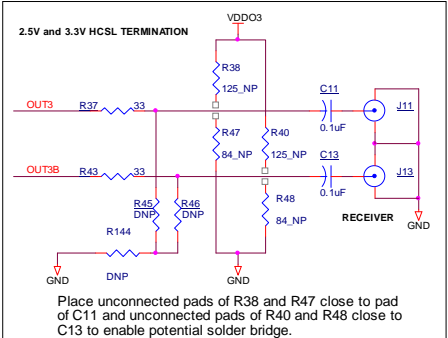 VDDO3
2.5V and 3.3V HCSL TERMINATION
R38
125_NP
C11
J11
OUT3
R37
33
0.1uF
R47
84_NP
R40
125_NP
C13
J13
OUT3B
R43
33
0.1uF
R45
DNP
R46
DNP
R48
84_NP
RECEIVER
GND
R144
DNP
GND
GND
Place unconnected pads of R38 and R47 close to pad
of C11 and unconnected pads of R40 and R48 close to
C13 to enable potential solder bridge.